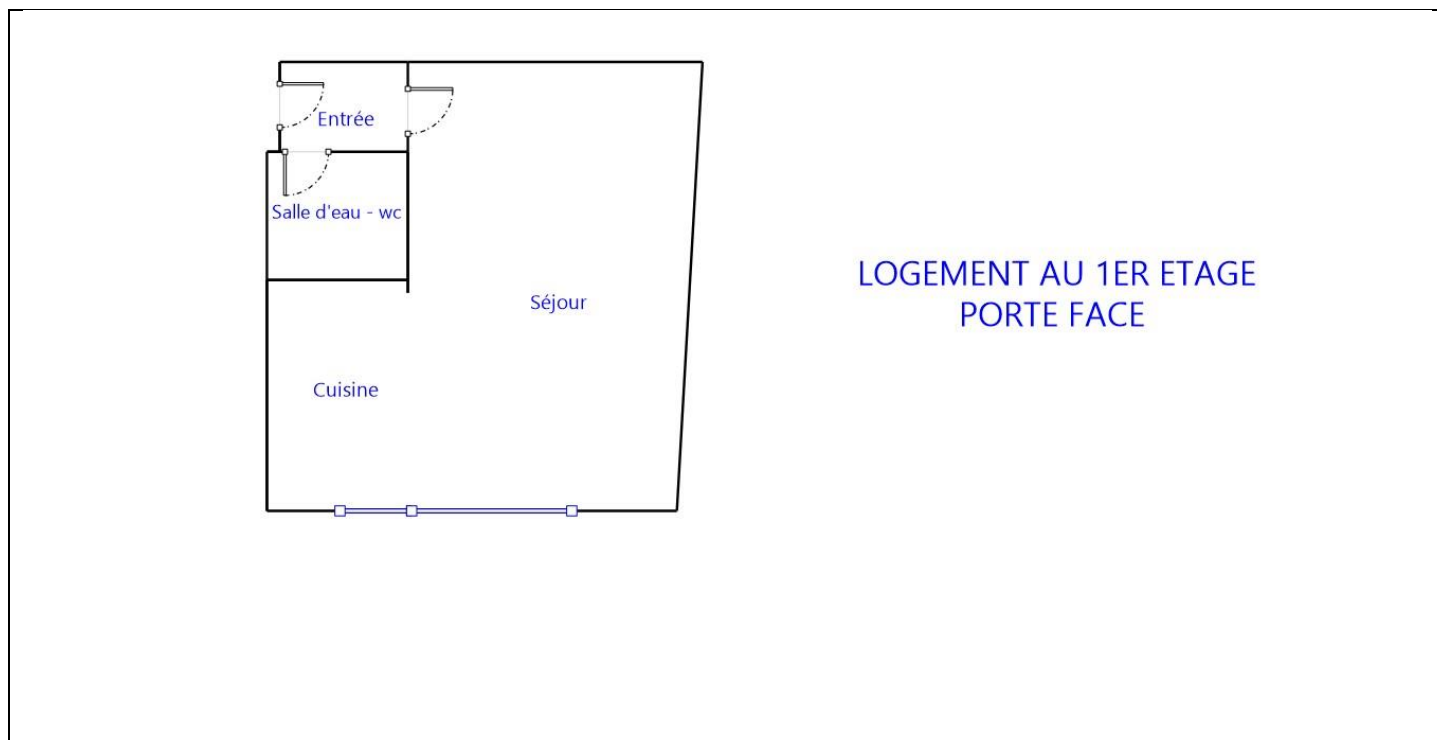 Entrée
Salle d'eau - wc
Séjour
Cuisine
LOGEMENT AU 1ER ETAGE
PORTE FACE